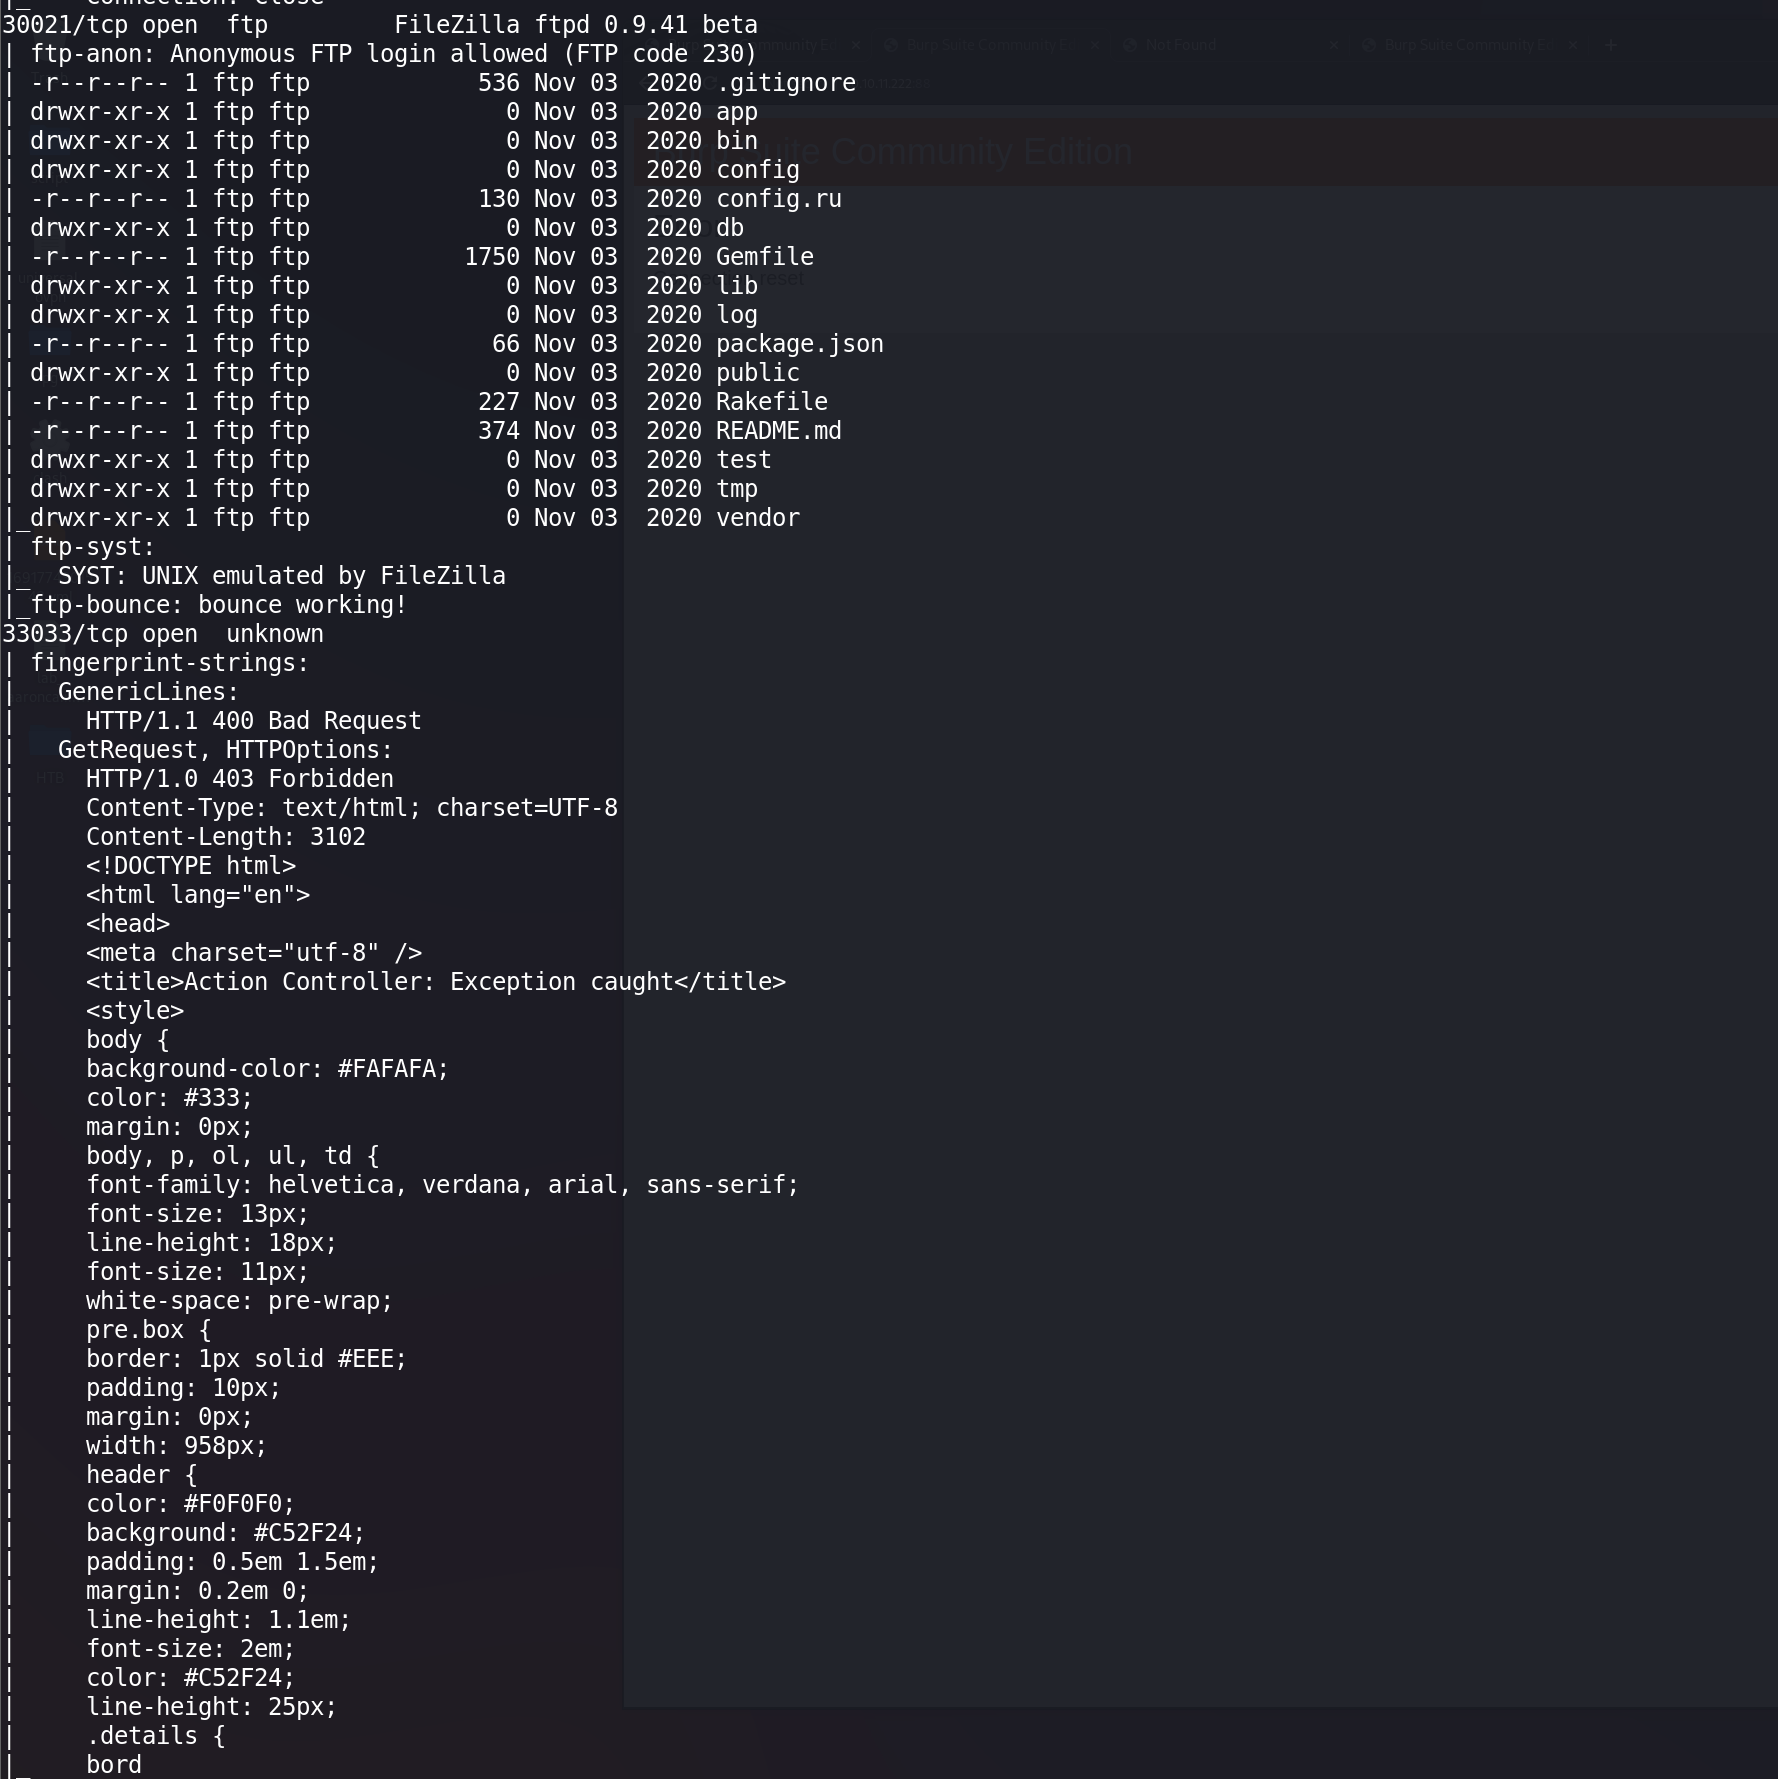 |_    connection: close
30021/tcp open  ftp         FileZilla ftpd 0.9.41 beta
| ftp-anon: Anonymous FTP login allowed (FTP code 230)
| -r--r--r-- 1 ftp ftp            536 Nov 03  2020 .gitignore
| drwxr-xr-x 1 ftp ftp              0 Nov 03  2020 app
| drwxr-xr-x 1 ftp ftp              0 Nov 03  2020 bin
| drwxr-xr-x 1 ftp ftp              0 Nov 03  2020 config
| -r--r--r-- 1 ftp ftp            130 Nov 03  2020 config.ru
| drwxr-xr-x 1 ftp ftp              0 Nov 03  2020 db
| -r--r--r-- 1 ftp ftp           1750 Nov 03  2020 Gemfile
| drwxr-xr-x 1 ftp ftp              0 Nov 03  2020 lib
| drwxr-xr-x 1 ftp ftp              0 Nov 03  2020 log
| -r--r--r-- 1 ftp ftp             66 Nov 03  2020 package.json
| drwxr-xr-x 1 ftp ftp              0 Nov 03  2020 public
| -r--r--r-- 1 ftp ftp            227 Nov 03  2020 Rakefile
| -r--r--r-- 1 ftp ftp            374 Nov 03  2020 README.md
| drwxr-xr-x 1 ftp ftp              0 Nov 03  2020 test
| drwxr-xr-x 1 ftp ftp              0 Nov 03  2020 tmp
|_drwxr-xr-x 1 ftp ftp              0 Nov 03  2020 vendor
| ftp-syst:
|_  SYST: UNIX emulated by FileZilla
|_ftp-bounce: bounce working!
33033/tcp open  unknown
| fingerprint-strings:
|   GenericLines:
|     HTTP/1.1 400 Bad Request
|   GetRequest, HTTPOptions:
|     HTTP/1.0 403 Forbidden
|     Content-Type: text/html; charset=UTF-8
|     Content-Length: 3102
|     <!DOCTYPE html>
|     <html lang="en">
|     <head>
|     <meta charset="utf-8" />
|     <title>Action Controller: Exception caught</title>
|     <style>
|     body {
|     background-color: #FAFAFA;
|     color: #333;
|     margin: 0px;
|     body, p, ol, ul, td {
|     font-family: helvetica, verdana, arial, sans-serif;
|     font-size: 13px;
|     line-height: 18px;
|     font-size: 11px;
|     white-space: pre-wrap;
|     pre.box {
|     border: 1px solid #EEE;
|     padding: 10px;
|     margin: 0px;
|     width: 958px;
|     header {
|     color: #F0F0F0;
|     background: #C52F24;
|     padding: 0.5em 1.5em;
|     margin: 0.2em 0;
|     line-height: 1.1em;
|     font-size: 2em;
|     color: #C52F24;
|     line-height: 25px;
|     .details {
|_    bord
Not Found
Suite Community Edition
reset
HTB